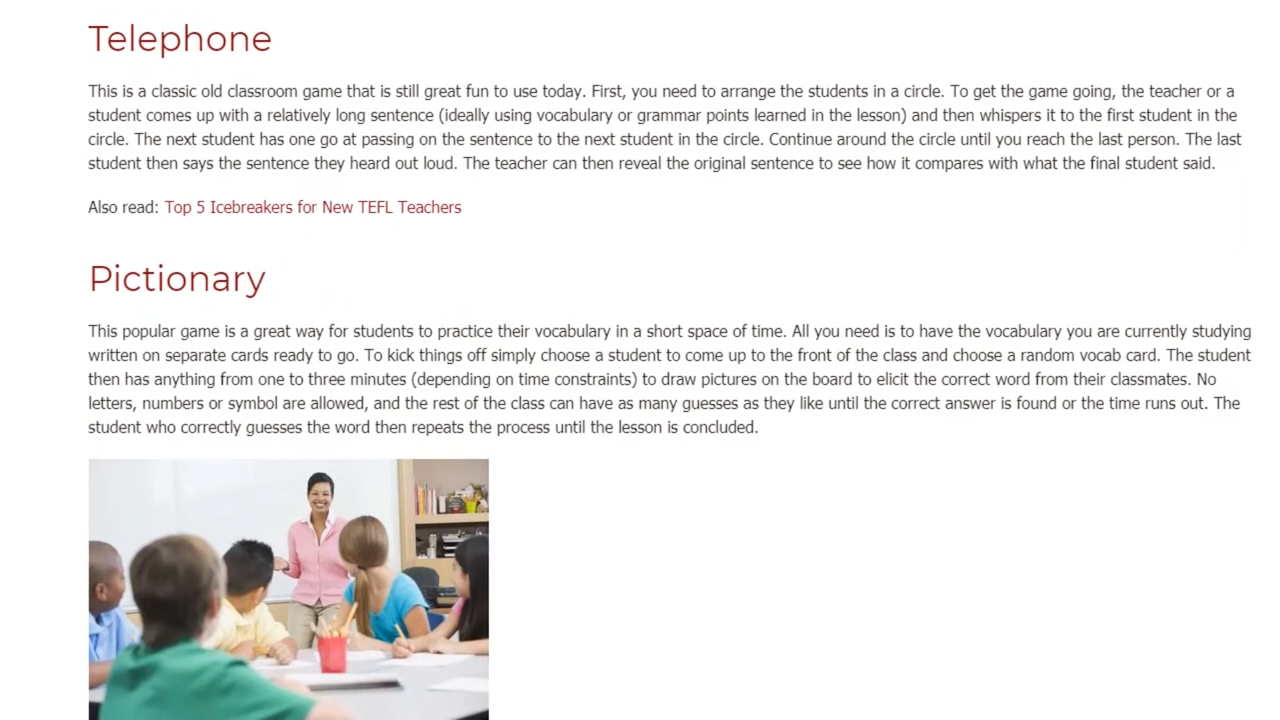 Telephone
This is a classic old classroom game that is still great fun to use today. First, you need to arrange the students in a circle. To get the game going, the teacher or a
student comes up with a relatively long sentence (ideally using vocabulary or grammar points learned in the lesson) and then whispers it to the first student in the
circle. The next student has one go at passing on the sentence to the next student in the circle. Continue around the circle until you reach the last person. The last
student then says the sentence they heard out loud. The teacher can then reveal the original sentence to see how it compares with what the final student said.
Also read: Top 5 Icebreakers for New TEFL Teachers
Pictionary
This popular game is a great way for students to practice their vocabulary in a short space of time. All you need is to have the vocabulary you are currently studying
written on separate cards ready to go. To kick things off simply choose a student to come up to the front of the class and choose a random vocab card. The student
then has anything from one to three minutes (depending on time constraints) to draw pictures on the board to elicit the correct word from their classmates. No
letters, numbers or symbol are allowed, and the rest of the class can have as many guesses as they like until the correct answer is found or the time runs out. The
student who correctly guesses the word then repeats the process until the lesson is concluded.